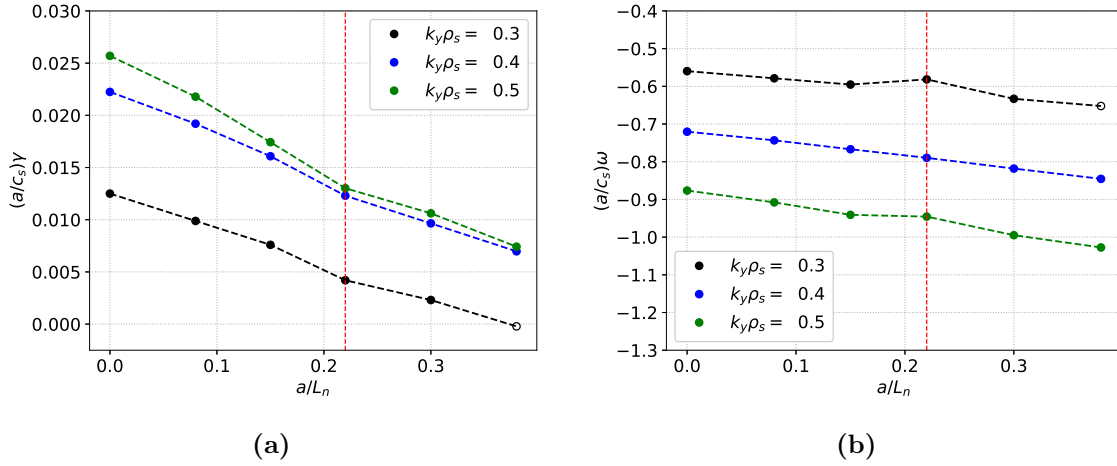 0.030
0.025
0.020
0.015
0.010
0.005
0.000
(a/c_s)γ
k_yρ_s = 0.3
k_yρ_s = 0.4
k_yρ_s = 0.5
0.0 0.1 0.2 0.3
a/L_n
(a)
−0.4
−0.5
−0.6
−0.7
−0.8
−0.9
−1.0
−1.1
−1.2
−1.3
(a/c_s)ω
k_yρ_s = 0.3
k_yρ_s = 0.4
k_yρ_s = 0.5
0.0 0.1 0.2 0.3
a/L_n
(b)